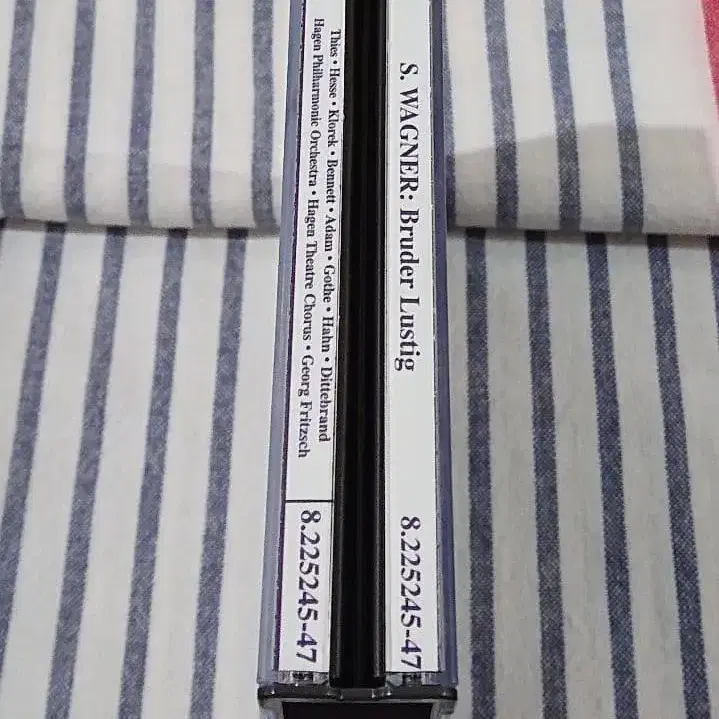 S. WAGNER: Bruder Lustig
8.225245-47
Thies • Hesse • Klorek • Bennett • Adam • Gothe • Hahn • Dittebrand
Hagen Philharmonic Orchestra • Hagen Theatre Chorus • Georg Fritzsch
8.225245-47